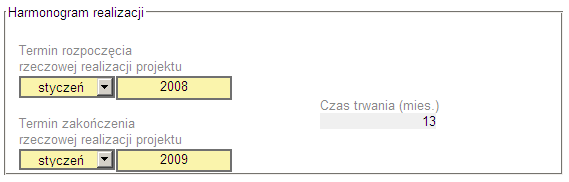 Harmonogram realizacji
Termin rozpoczęcia
rzeczowej realizacji projektu
styczeń 2008
Czas trwania (mies.)
13
Termin zakończenia
rzeczowej realizacji projektu
styczeń 2009